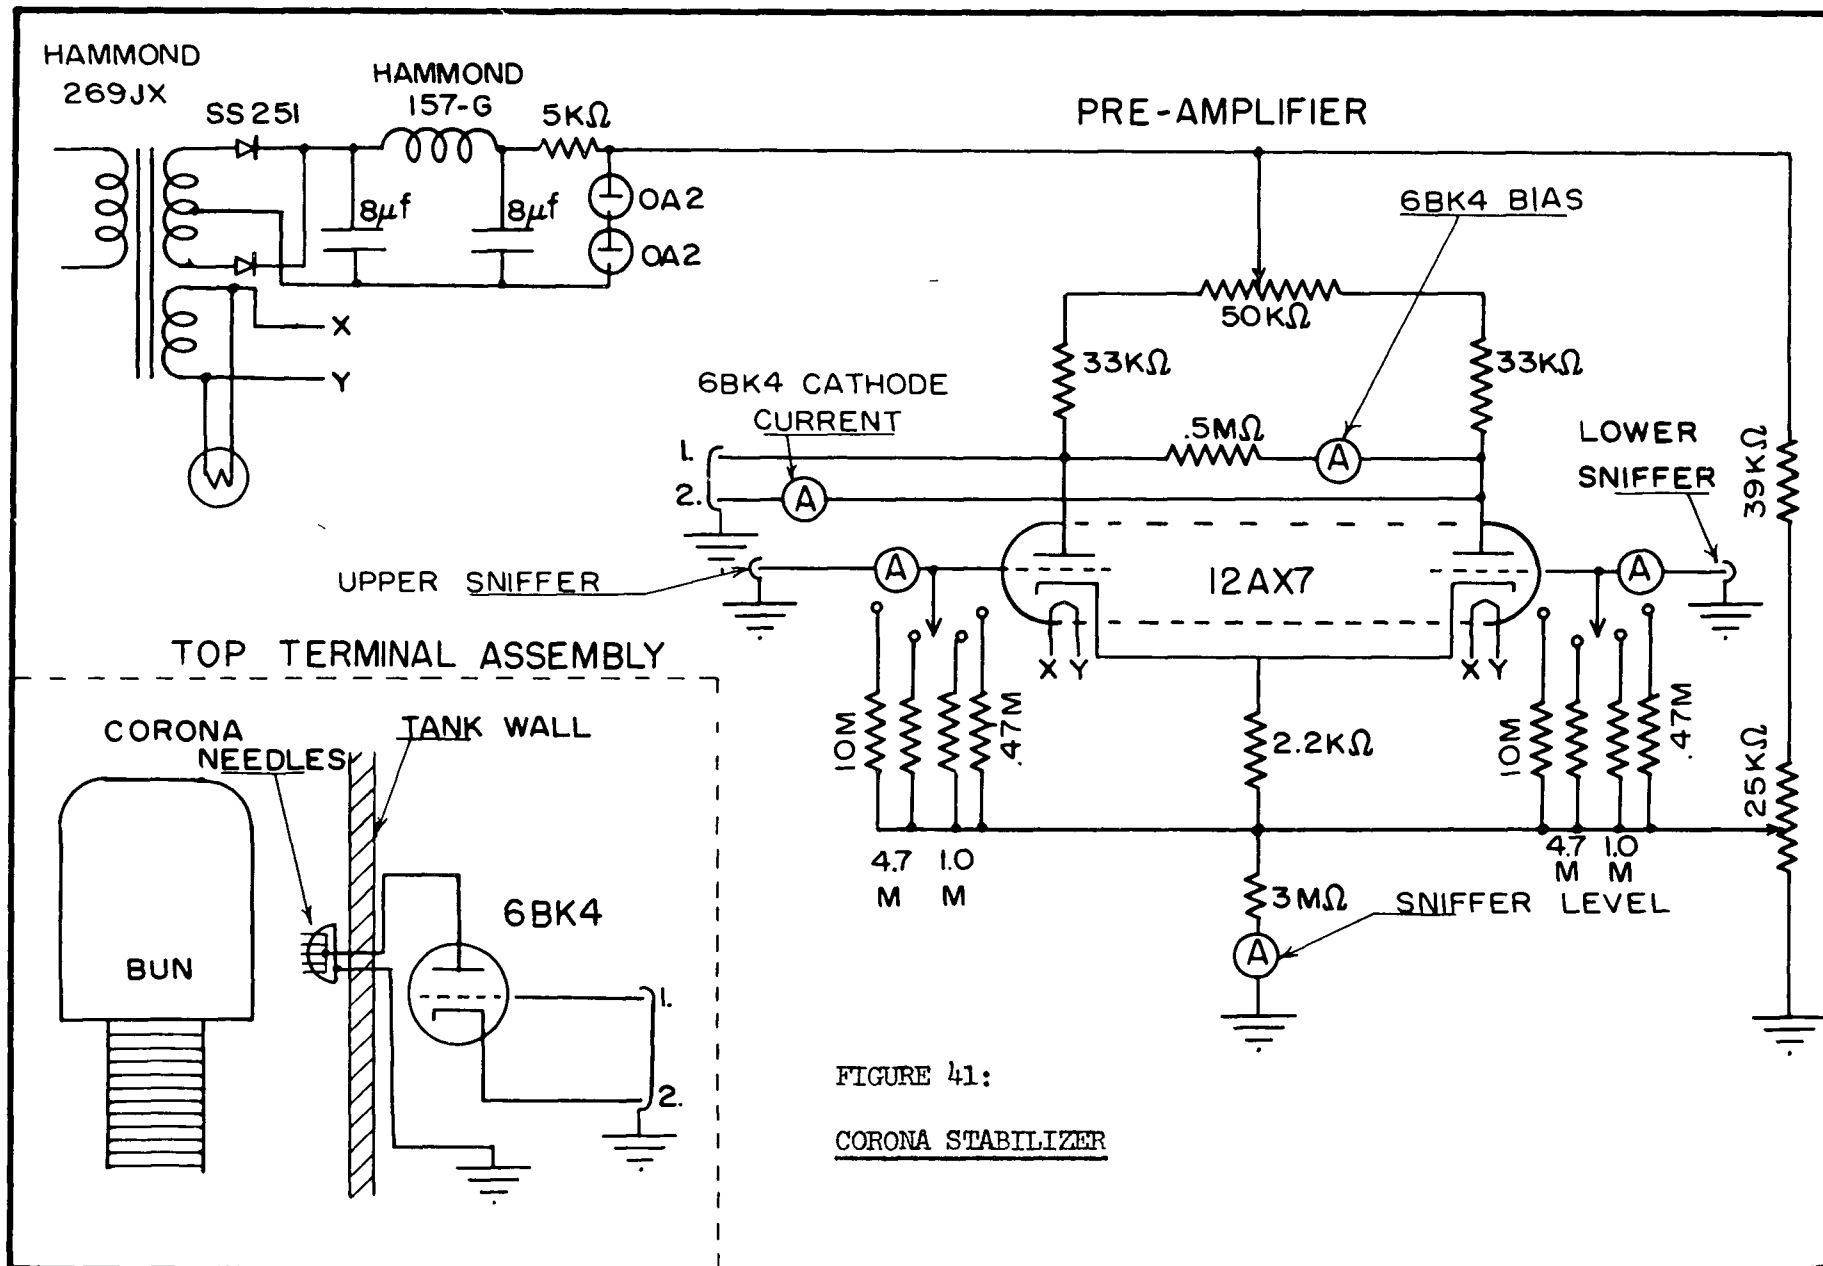 HAMMOND
269JX
SS251
HAMMOND
157-G
5KΩ
8μf
8μf
OA2
OA2
X
Y
PRE-AMPLIFIER
6BK4 BIAS
50KΩ
33KΩ
33KΩ
6BK4 CATHODE
CURRENT
.5MΩ
A
1.
2.
A
LOWER
SNIFFER
39KΩ
UPPER SNIFFER
A
12AX7
A
X Y
X Y
10M
.47M
2.2KΩ
10M
.47M
25KΩ
4.7
M
1.0
M
4.7
M
1.0
M
3MΩ
SNIFFER LEVEL
A
TOP TERMINAL ASSEMBLY
CORONA
NEEDLES
TANK WALL
6BK4
BUN
1.
2.
FIGURE 41:
CORONA STABILIZER